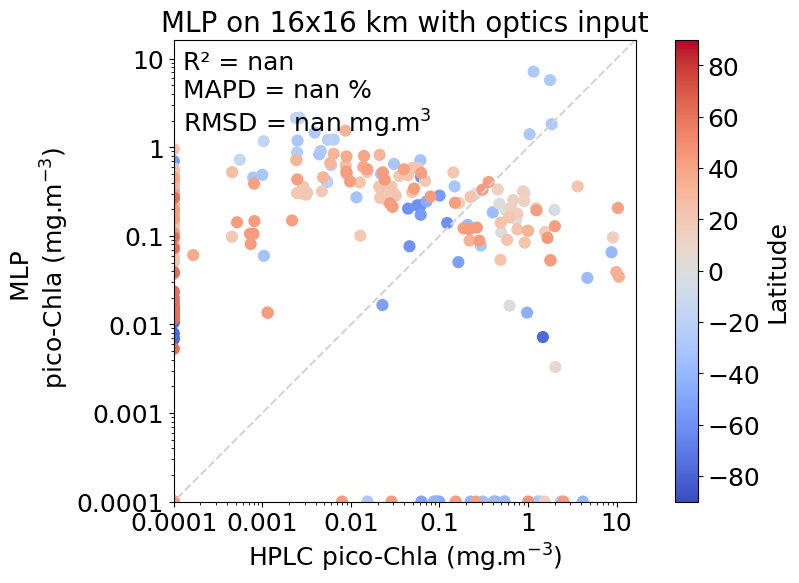 MLP on 16x16 km with optics input
R² = nan
MAPD = nan %
RMSD = nan mg.m³
10
1
0.1
0.01
0.001
0.0001
MLP
pico-Chla (mg.m⁻³)
0.0001 0.001 0.01 0.1 1 10
HPLC pico-Chla (mg.m⁻³)
80
60
40
20
0
−20
−40
−60
−80
Latitude